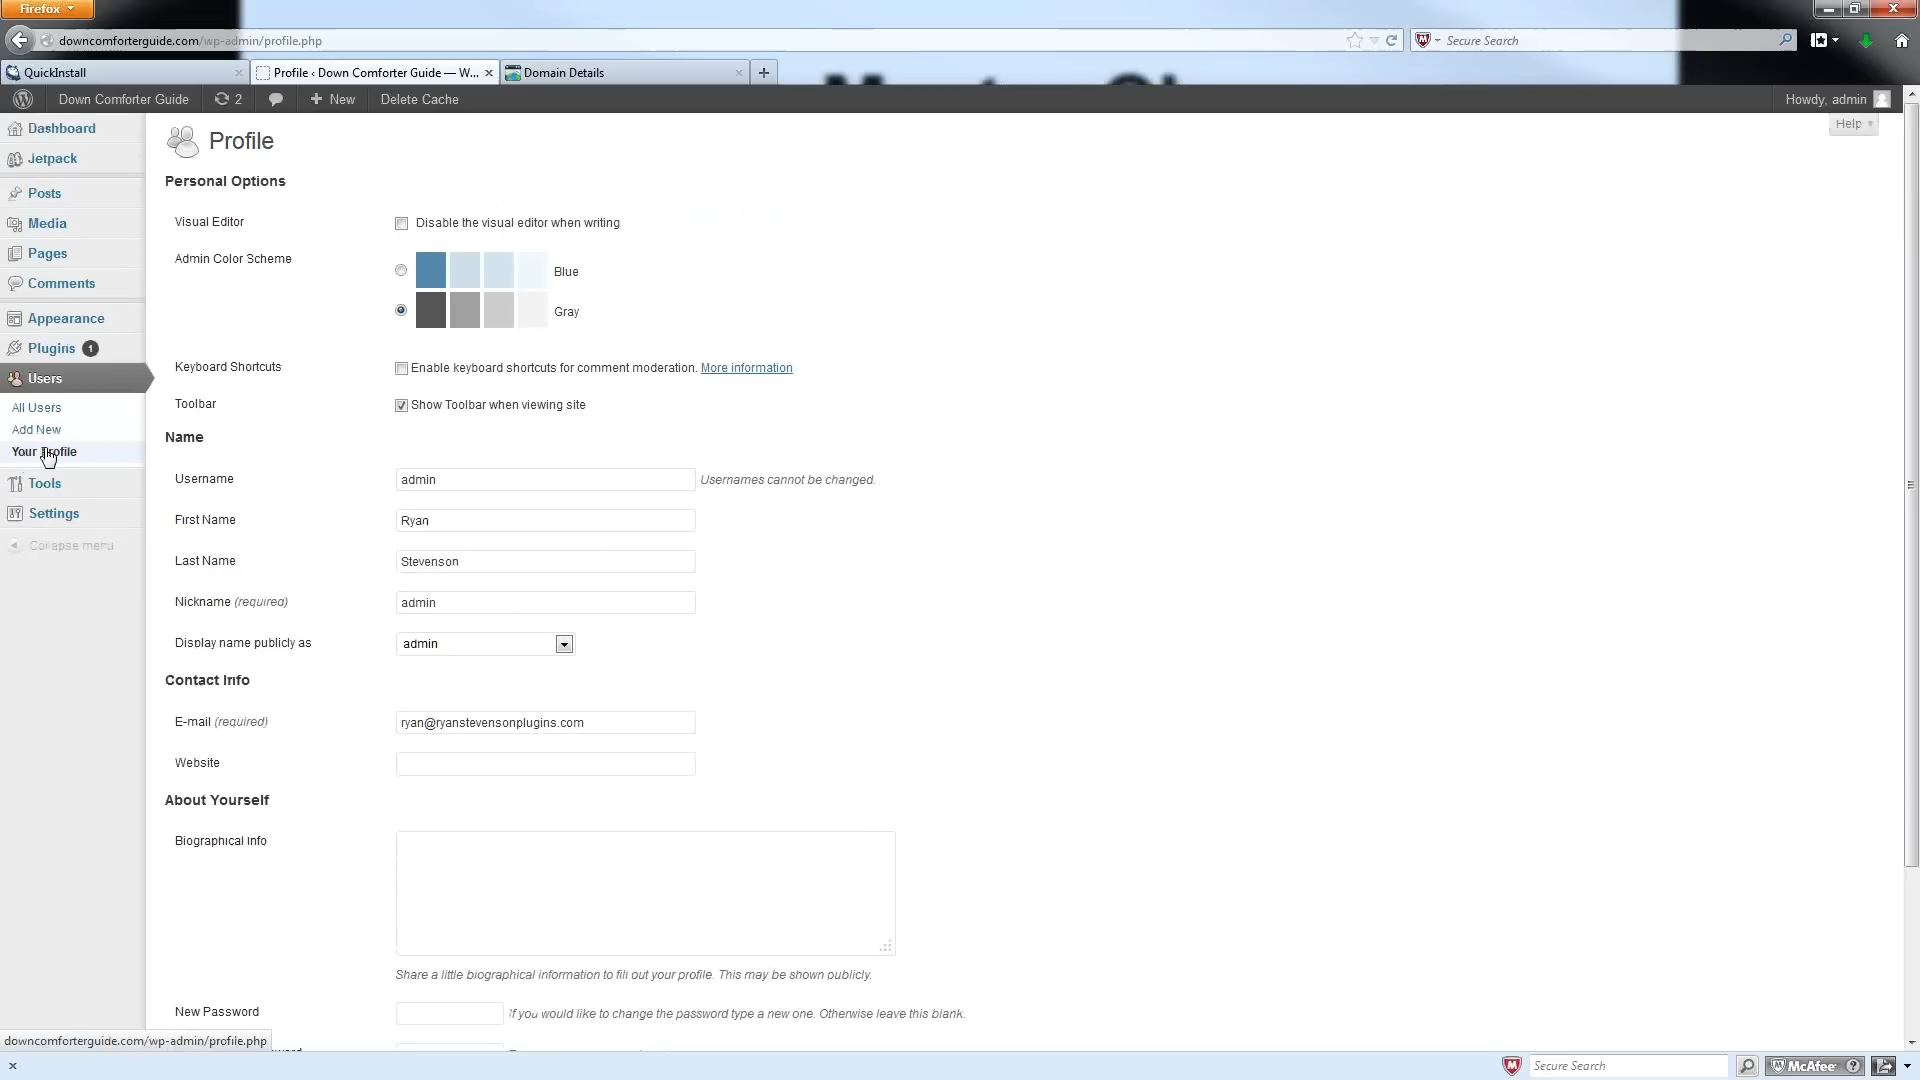 Firefox
downcomforterguide.com/wp-admin/profile.php
Secure Search
QuickInstall
Profile ‹ Down Comforter Guide — W...
Domain Details
Down Comforter Guide
2
New
Delete Cache
Howdy, admin
Help
Dashboard
Jetpack
Posts
Media
Pages
Comments
Appearance
Plugins 1
Users
All Users
Add New
Your Profile
Tools
Settings
Collapse menu
Profile
Personal Options
Visual Editor
Disable the visual editor when writing
Admin Color Scheme
Blue
Gray
Keyboard Shortcuts
Enable keyboard shortcuts for comment moderation. More information
Toolbar
Show Toolbar when viewing site
Name
Username
admin
Usernames cannot be changed.
First Name
Ryan
Last Name
Stevenson
Nickname (required)
admin
Display name publicly as
admin
Contact Info
E-mail (required)
ryan@ryanstevensonplugins.com
Website
About Yourself
Biographical Info
Share a little biographical information to fill out your profile. This may be shown publicly.
New Password
If you would like to change the password type a new one. Otherwise leave this blank.
downcomforterguide.com/wp-admin/profile.php
Secure Search
McAfee